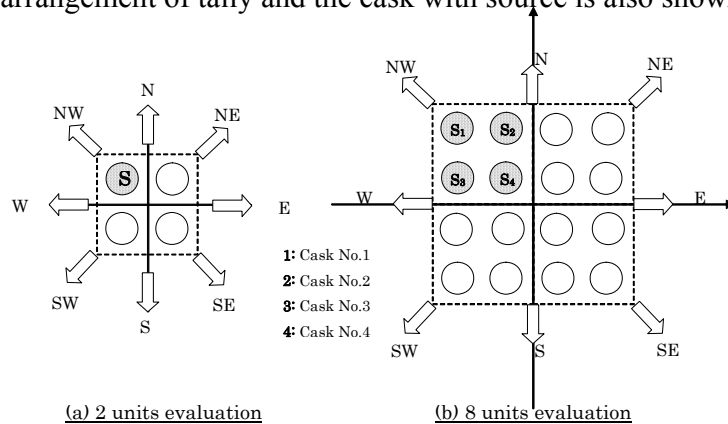 arrangement of tally and the cask with source is also show
N
NW
NE
S
W
E
SW
SE
S
(a) 2 units evaluation
1: Cask No.1
2: Cask No.2
3: Cask No.3
4: Cask No.4
N
NW
NE
S1 S2
S3 S4
W
E
SW
SE
S
(b) 8 units evaluation